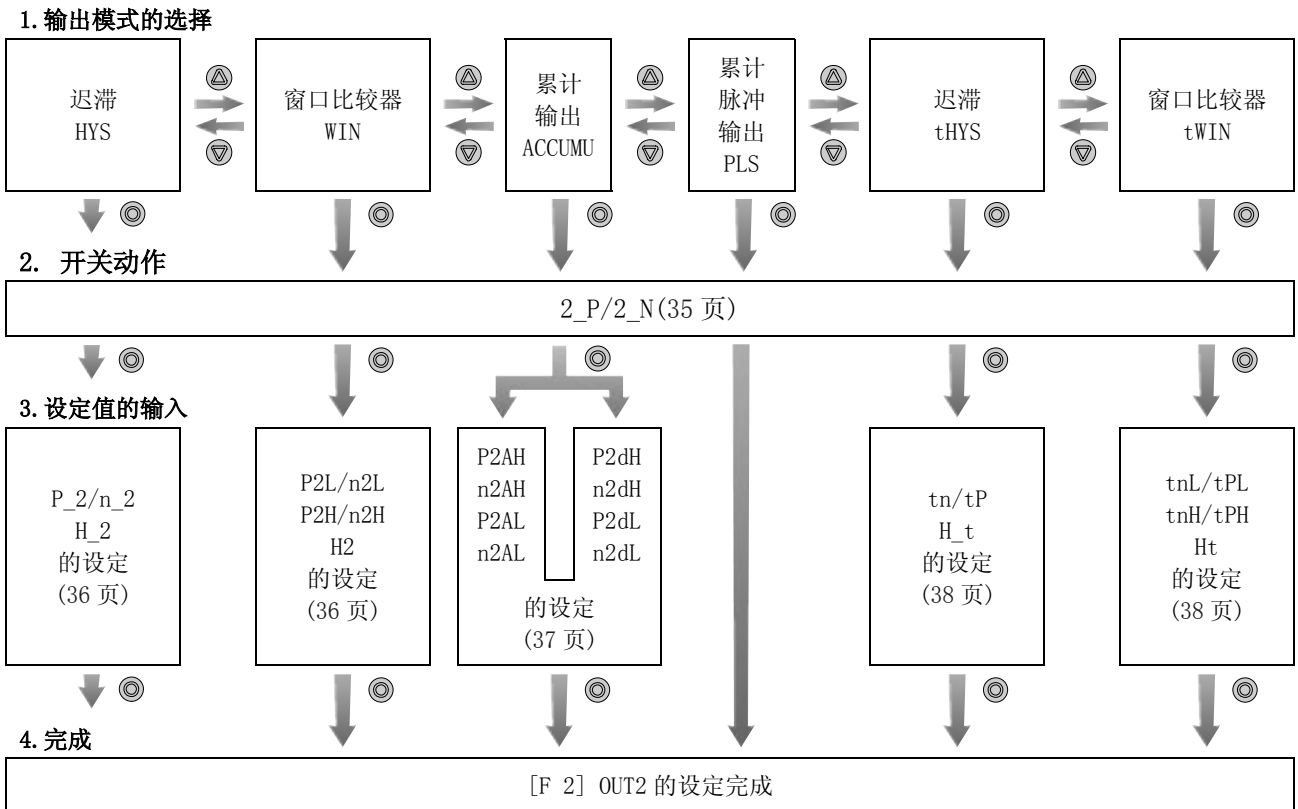 1.输出模式的选择
迟滞
HYS
窗口比较器
WIN
累计
输出
ACCUMU
累计
脉冲
输出
PLS
迟滞
tHYS
窗口比较器
tWIN
2. 开关动作
2_P/2_N(35 页)
3.设定值的输入
P_2/n_2
H_2
的设定
(36 页)
P2L/n2L
P2H/n2H
H2
的设定
(36 页)
P2AH
n2AH
P2AL
n2AL
P2dH
n2dH
P2dL
n2dL
的设定
(37 页)
tn/tP
H_t
的设定
(38 页)
tnL/tPL
tnH/tPH
Ht
的设定
(38 页)
4.完成
[F 2] OUT2 的设定完成